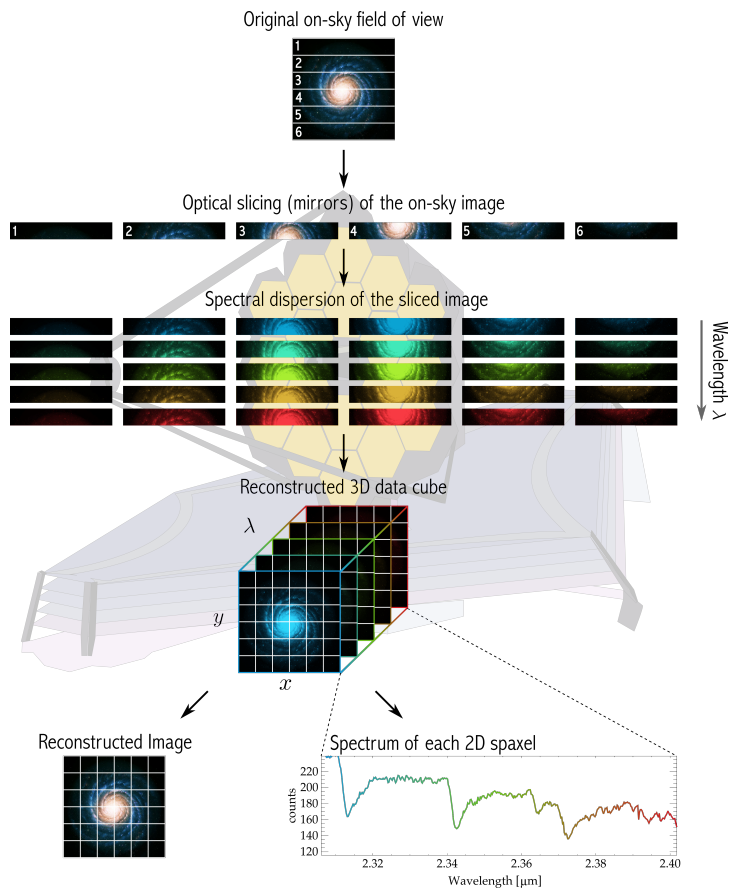 Original on-sky field of view
1
2
3
4
5
6
Optical slicing (mirrors) of the on-sky image
1 2 3 4 5 6
Spectral dispersion of the sliced image
Wavelength λ
Reconstructed 3D data cube
λ
y
x
Reconstructed Image
Spectrum of each 2D spaxel
counts
220
200
180
160
140
120
2.32 2.34 2.36 2.38 2.40
Wavelength [μm]